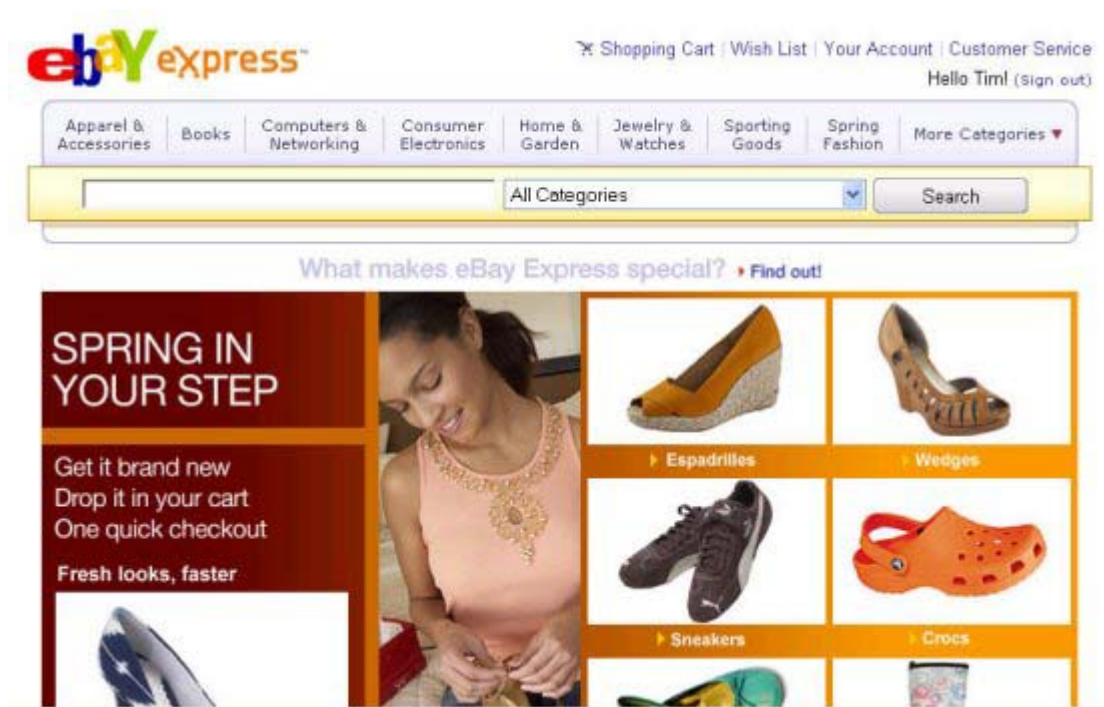 ebay express™
Shopping Cart | Wish List | Your Account | Customer Service
Hello Tim! (sign out)
Apparel & Accessories
Books
Computers & Networking
Consumer Electronics
Home & Garden
Jewelry & Watches
Sporting Goods
Spring Fashion
More Categories
All Categories
Search
What makes eBay Express special? Find out!
SPRING IN
YOUR STEP
Get it brand new
Drop it in your cart
One quick checkout
Fresh looks, faster
Espadrilles
Wedges
Sneakers
Crocs